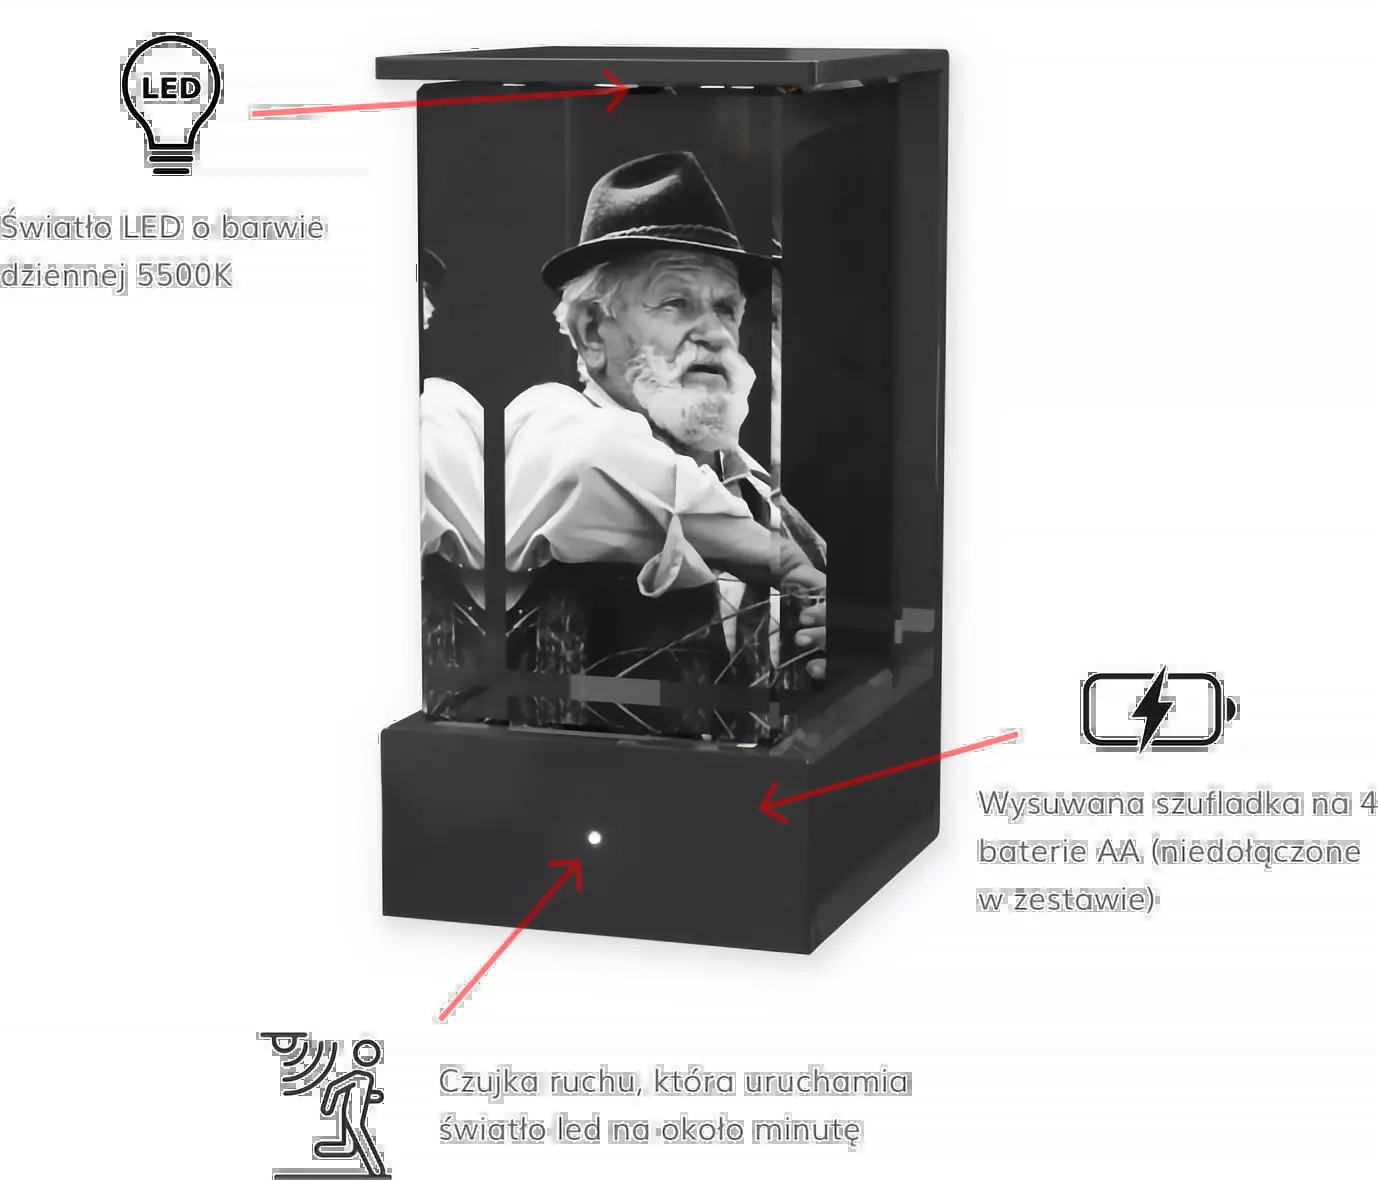 LED
Światło LED o barwie
dziennej 5500K
Wysuwana szufladka na 4
baterie AA (niedołączone
w zestawie)
Czujka ruchu, która uruchamia
światło led na około minutę